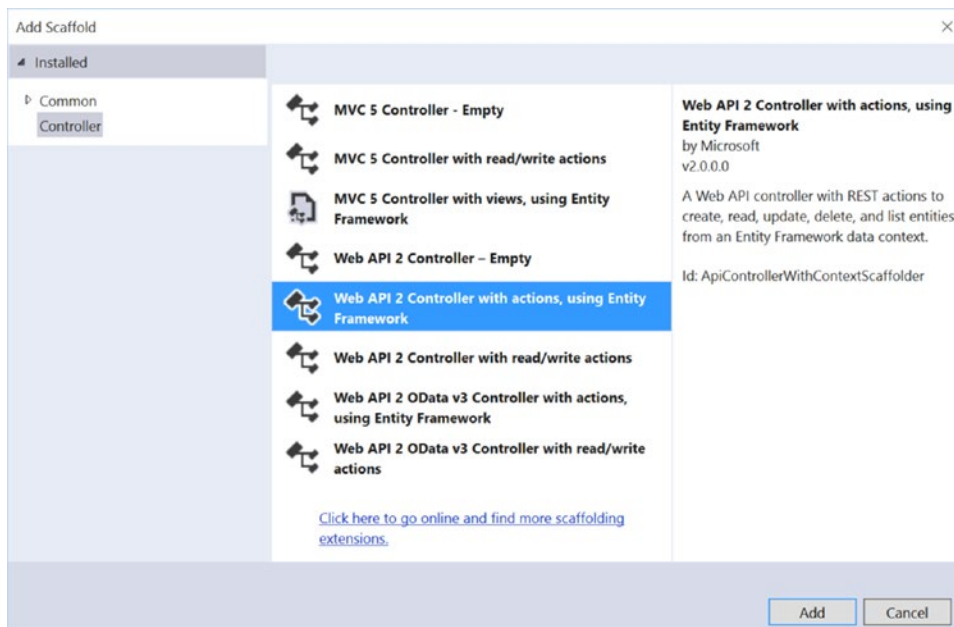 Add Scaffold
Installed
Common
Controller
MVC 5 Controller - Empty
MVC 5 Controller with read/write actions
MVC 5 Controller with views, using Entity
Framework
Web API 2 Controller – Empty
Web API 2 Controller with actions, using Entity
Framework
Web API 2 Controller with read/write actions
Web API 2 OData v3 Controller with actions,
using Entity Framework
Web API 2 OData v3 Controller with read/write
actions
Click here to go online and find more scaffolding
extensions.
Web API 2 Controller with actions, using
Entity Framework
by Microsoft
v2.0.0.0
A Web API controller with REST actions to
create, read, update, delete, and list entities
from an Entity Framework data context.
Id: ApiControllerWithContextScaffolder
Add
Cancel